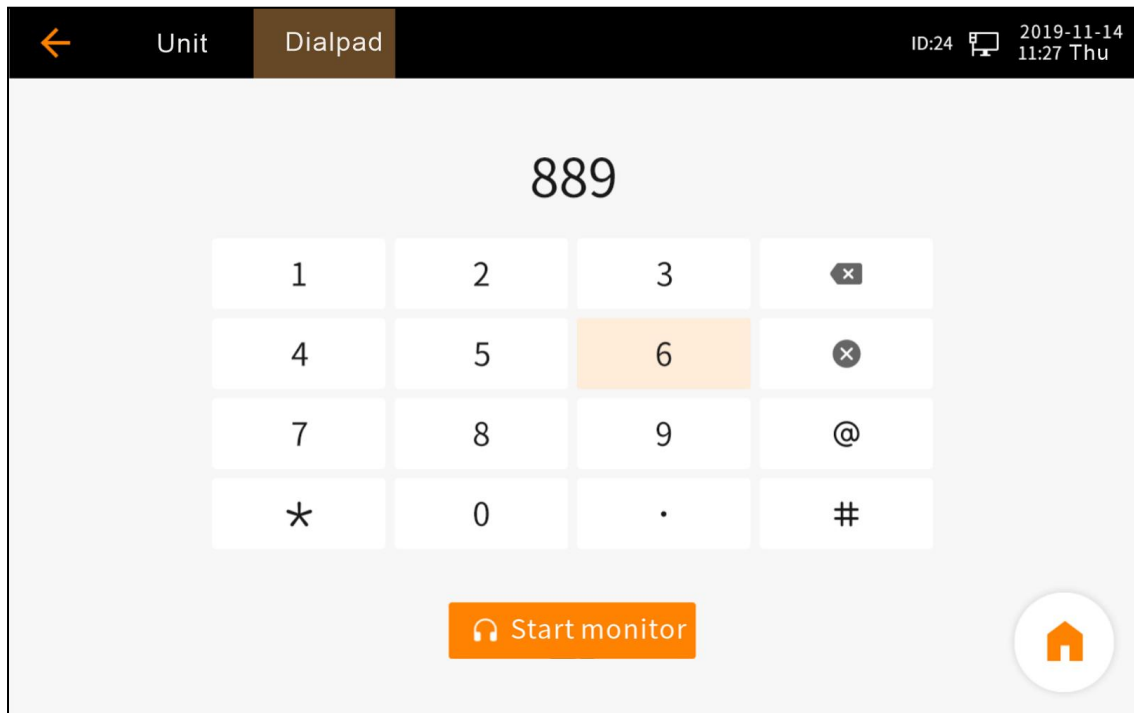 Unit Dialpad ID:24 2019-11-14
11:27 Thu
889
1 2 3
4 5 6
7 8 9 @
* 0 . #
Start monitor